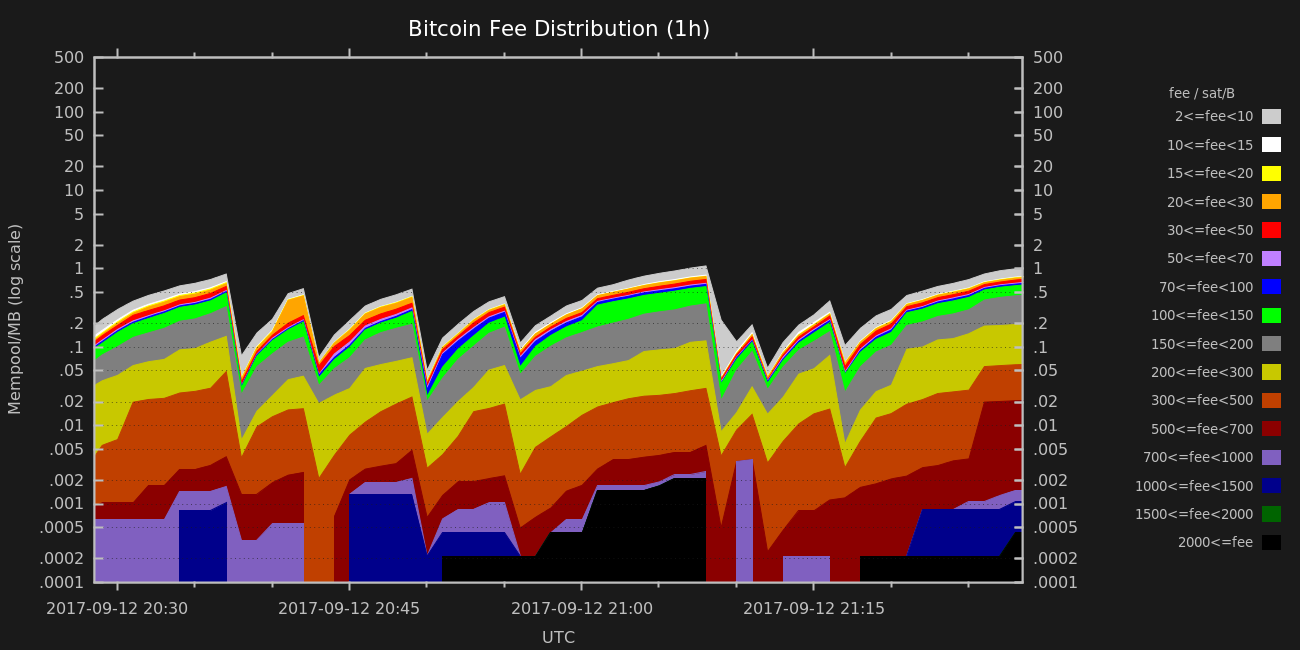 Bitcoin Fee Distribution (1h)
500 500
200 200
100 100
50 50
20 20
10 10
5 5
2 2
1 1
.5 .5
.2 .2
.1 .1
.05 .05
.02 .02
.01 .01
.005 .005
.002 .002
.001 .001
.0005 .0005
.0002 .0002
.0001 .0001
Mempool/MB (log scale)
2017-09-12 20:30 2017-09-12 20:45 2017-09-12 21:00 2017-09-12 21:15
UTC
fee / sat/B
2<=fee<10
10<=fee<15
15<=fee<20
20<=fee<30
30<=fee<50
50<=fee<70
70<=fee<100
100<=fee<150
150<=fee<200
200<=fee<300
300<=fee<500
500<=fee<700
700<=fee<1000
1000<=fee<1500
1500<=fee<2000
2000<=fee